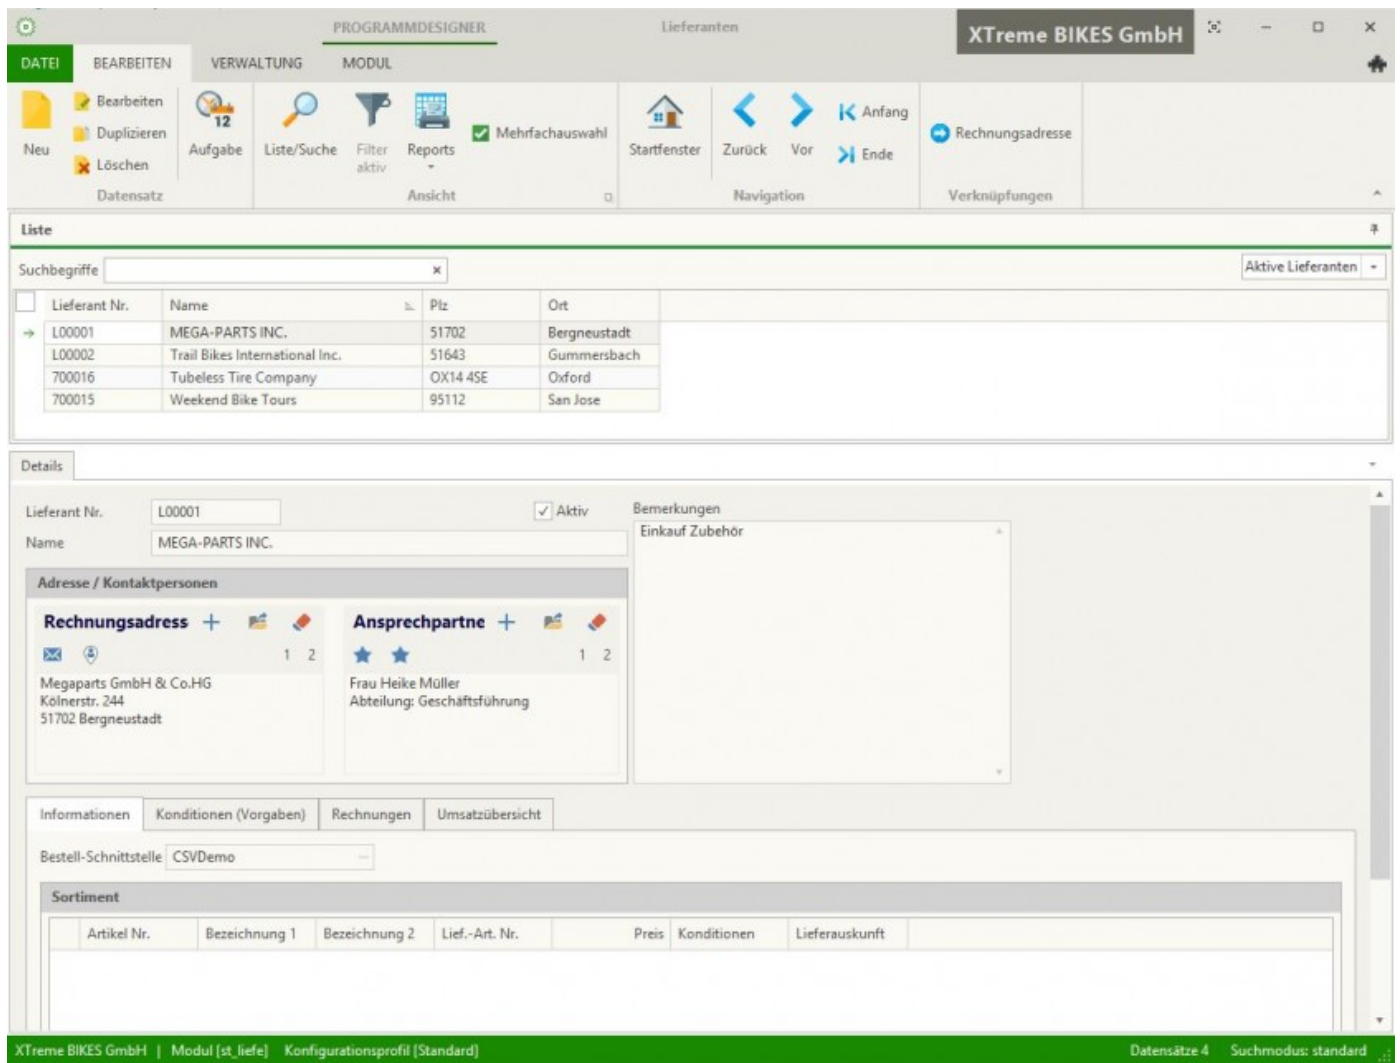 PROGRAMMDESIGNER Lieferanten XTreme BIKES GmbH
DATEI BEARBEITEN VERWALTUNG MODUL
Neu
Bearbeiten
Duplizieren
Löschen
Datensatz
12
Aufgabe
Liste/Suche
Filter
aktiv
Reports
Mehrfachauswahl
Ansicht
Startfenster
Zurück
Vor
Anfang
Ende
Navigation
Rechnungsadresse
Verknüpfungen
Liste
Suchbegriffe
Aktive Lieferanten
Lieferant Nr. Name Plz Ort
L00001 MEGA-PARTS INC. 51702 Bergneustadt
L00002 Trail Bikes International Inc. 51643 Gummersbach
700016 Tubeless Tire Company OX14 4SE Oxford
700015 Weekend Bike Tours 95112 San Jose
Details
Lieferant Nr. L00001 Aktiv
Name MEGA-PARTS INC.
Bemerkungen
Einkauf Zubehör
Adresse / Kontaktpersonen
Rechnungsadress
1 2
Megaparts GmbH & Co.HG
Kölnerstr. 244
51702 Bergneustadt
Ansprechpartne
1 2
Frau Heike Müller
Abteilung: Geschäftsführung
Informationen Konditionen (Vorgaben) Rechnungen Umsatzübersicht
Bestell-Schnittstelle CSVDemo
Sortiment
Artikel Nr. Bezeichnung 1 Bezeichnung 2 Lief.-Art. Nr. Preis Konditionen Lieferauskunft
XTreme BIKES GmbH | Modul [st_liefe] Konfigurationsprofil [Standard] Datensätze 4 Suchmodus: standard